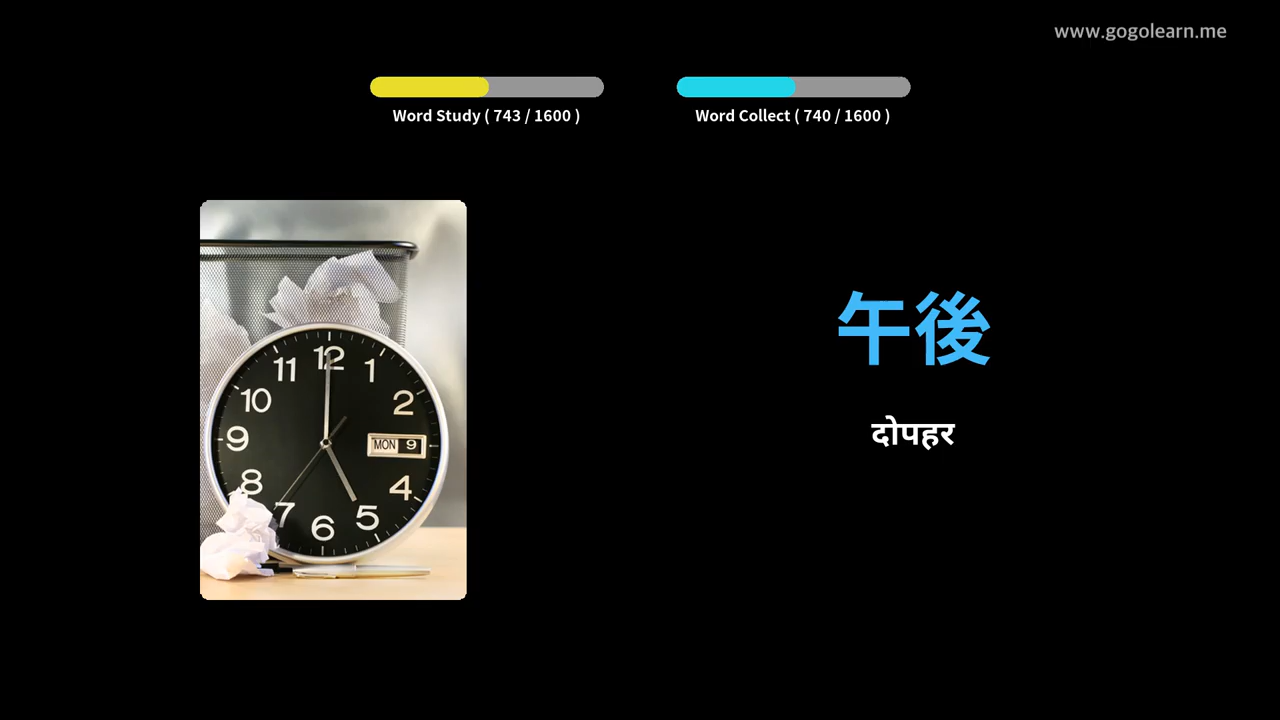 www.gogolearn.me
Word Study ( 743 / 1600 )
Word Collect ( 740 / 1600 )
12
11
1
10
2
9
MON 9
8
4
7
5
6
午後
दोपहर